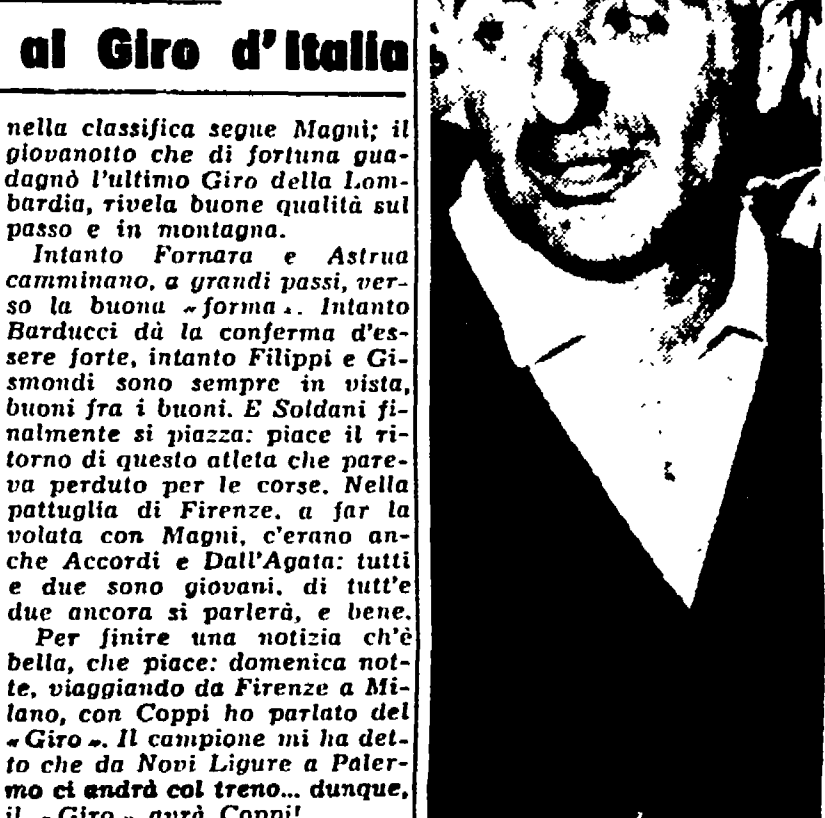 al Giro d'Italia
nella classifica segue Magni; il
giovanotto che di fortuna gua-
dagnò l'ultimo Giro della Lom-
bardia, rivela buone qualità sul
passo e in montagna.
Intanto Fornara e Astrua
camminano, a grandi passi, ver-
so la buona «forma». Intanto
Barducci dà la conferma d'es-
sere forte, intanto Filippi e Gi-
smondi sono sempre in vista,
buoni fra i buoni. E Soldani fi-
nalmente si piazza: piace il ri-
torno di questo atleta che pare-
va perduto per le corse. Nella
pattuglia di Firenze, a far la
volata con Magni, c'erano an-
che Accordi e Dall'Agata: tutti
e due sono giovani, di tutt'e
due ancora si parlerà, e bene.
Per finire una notizia ch'è
bella, che piace: domenica not-
te, viaggiando da Firenze a Mi-
lano, con Coppi ho parlato del
«Giro». Il campione mi ha det-
to che da Novi Ligure a Paler-
mo ci andrà col treno... dunque,
il «Giro» avrà Coppi!